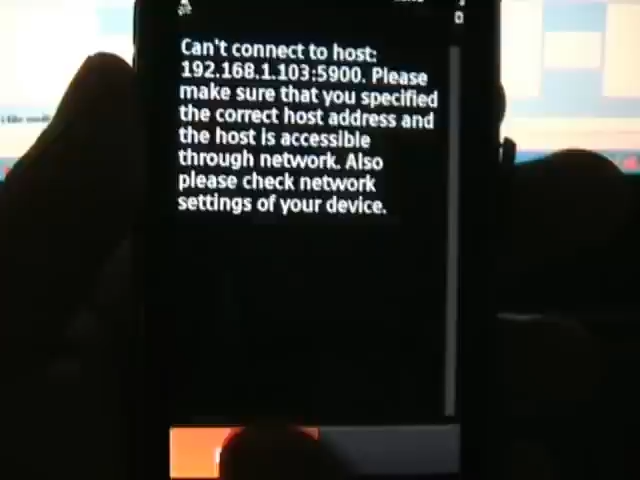 Can't connect to host:
192.168.1.103:5900. Please
make sure that you specified
the correct host address and
the host is accessible
through network. Also
please check network
settings of your device.